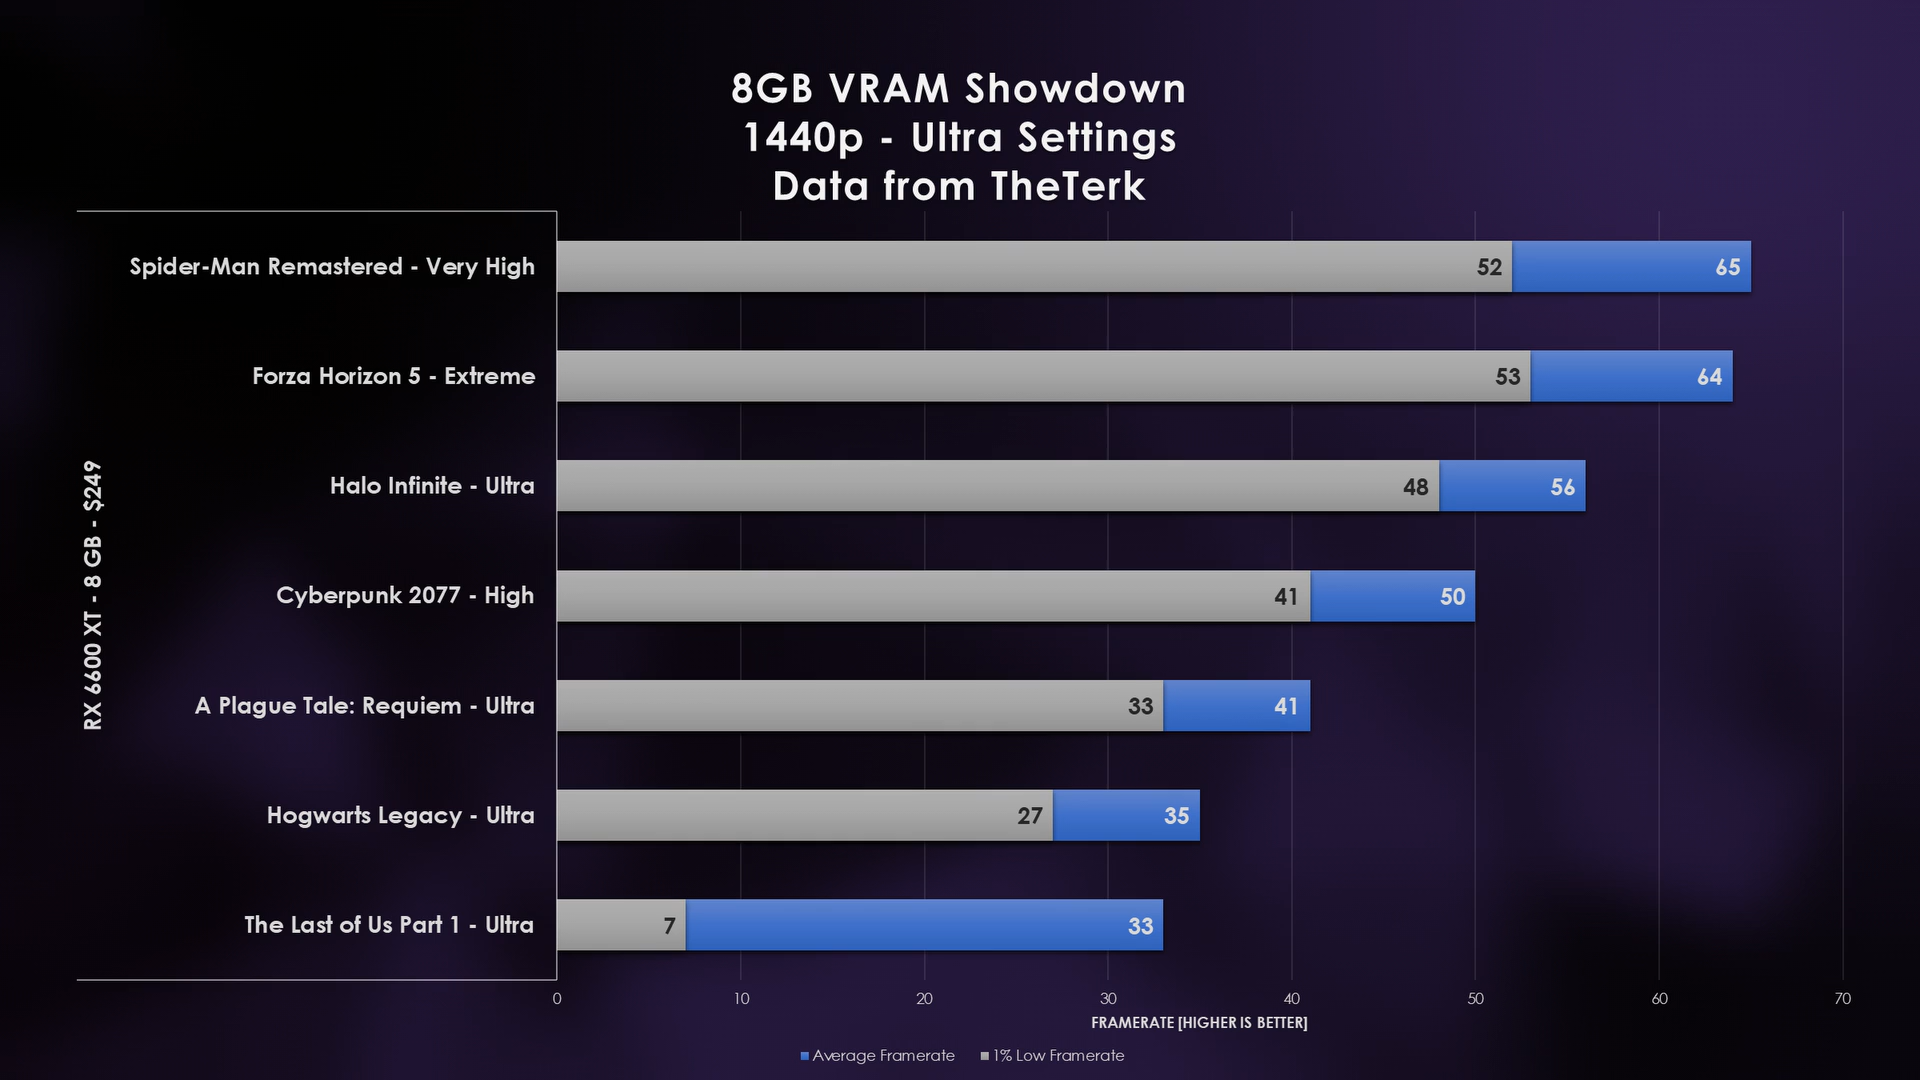 8GB VRAM Showdown
1440p - Ultra Settings
Data from TheTerk
RX 6600 XT - 8 GB - $249
Spider-Man Remastered - Very High
52
65
Forza Horizon 5 - Extreme
53
64
Halo Infinite - Ultra
48
56
Cyberpunk 2077 - High
41
50
A Plague Tale: Requiem - Ultra
33
41
Hogwarts Legacy - Ultra
27
35
The Last of Us Part 1 - Ultra
7
33
0 10 20 30 40 50 60 70
FRAMERATE [HIGHER IS BETTER]
Average Framerate 1% Low Framerate